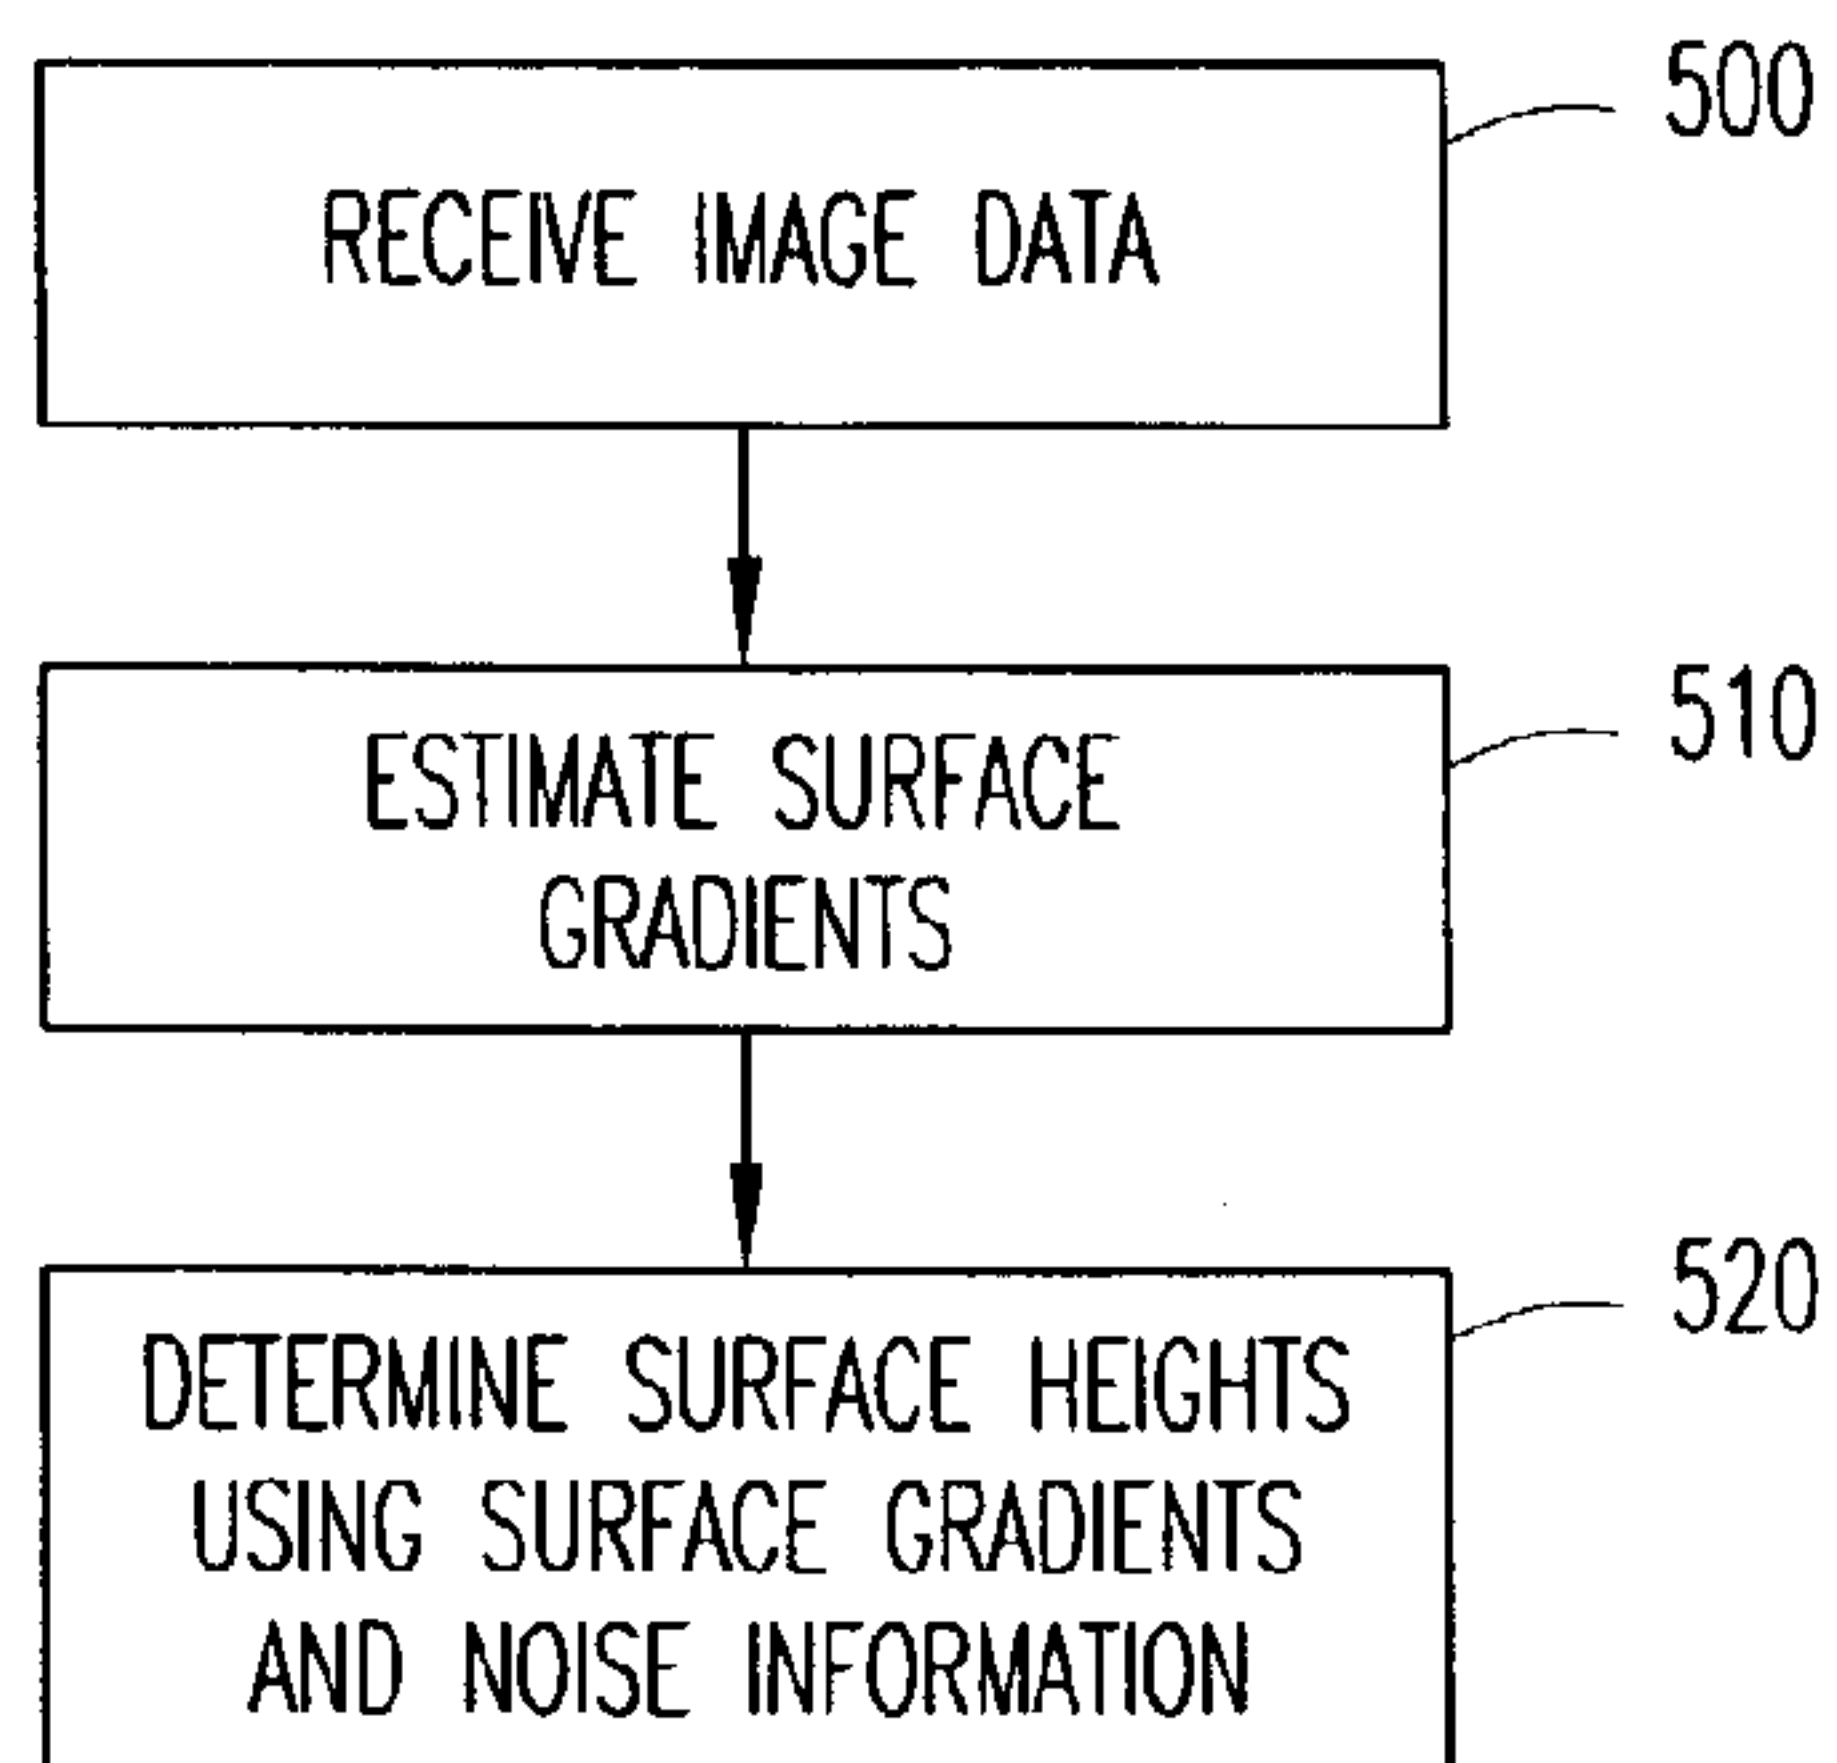 500
RECEIVE IMAGE DATA
510
ESTIMATE SURFACE
GRADIENTS
520
DETERMINE SURFACE HEIGHTS
USING SURFACE GRADIENTS
AND NOISE INFORMATION